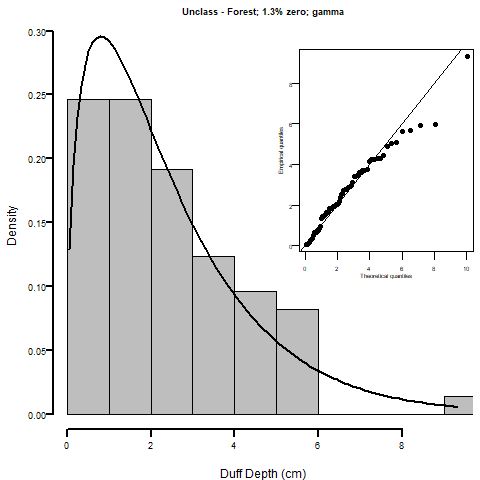 Unclass - Forest; 1.3% zero; gamma
0.30
0.25
0.20
0.15
0.10
0.05
0.00
Density
0 2 4 6 8
Duff Depth (cm)
8
6
4
2
0
Empirical quantiles
0 2 4 6 8 10
Theoretical quantiles